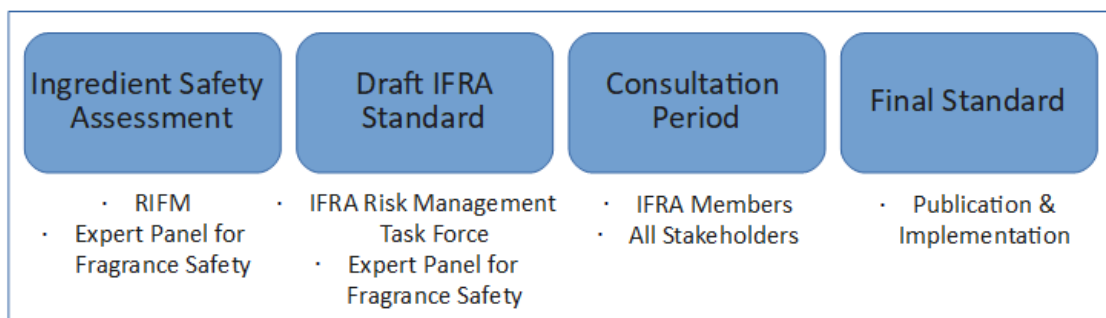 Ingredient Safety
Assessment
· RIFM
· Expert Panel for
Fragrance Safety
Draft IFRA
Standard
· IFRA Risk Management
Task Force
· Expert Panel for
Fragrance Safety
Consultation
Period
· IFRA Members
· All Stakeholders
Final Standard
· Publication &
Implementation